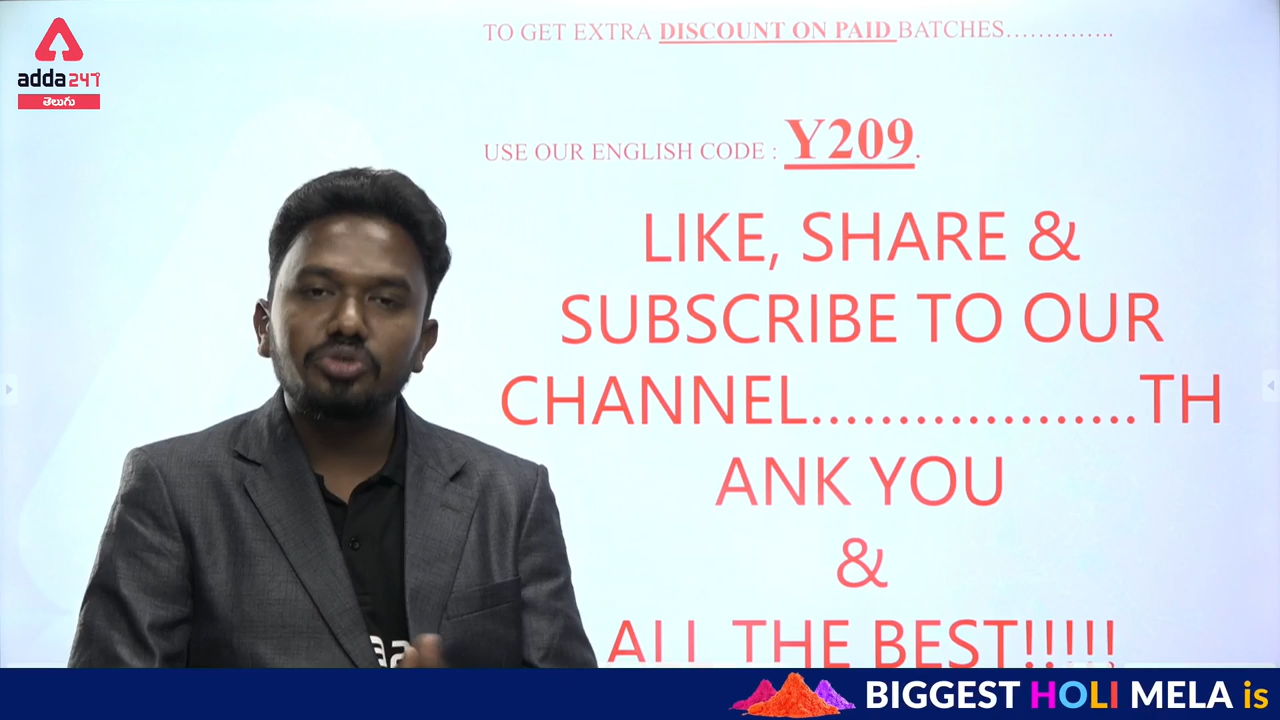 adda247
తెలుగు
TO GET EXTRA DISCOUNT ON PAID BATCHES…………..
USE OUR ENGLISH CODE : Y209.
LIKE, SHARE &
SUBSCRIBE TO OUR
CHANNEL...................TH
ANK YOU
&
ALL THE BEST!!!!!
BIGGEST HOLI MELA is